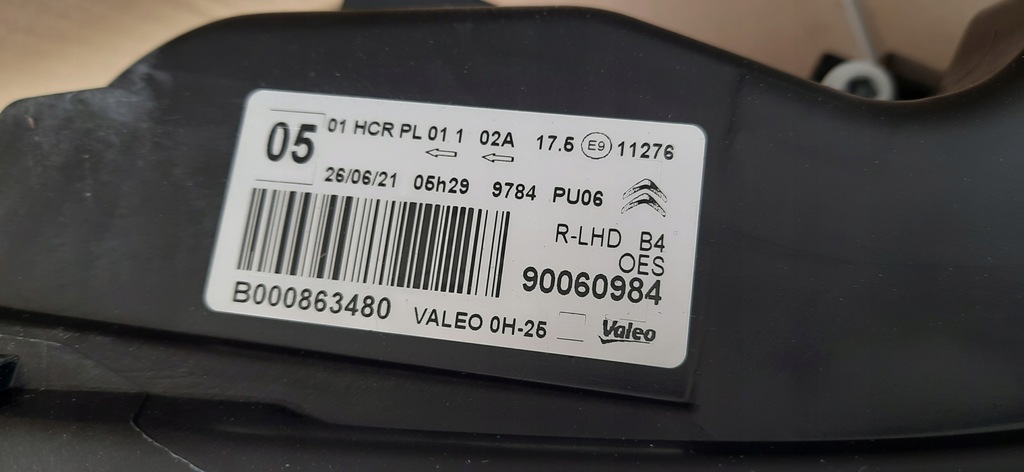 05
01 HCR PL 01 1 02A 17.5 E9 11276
26/06/21 05h29 9784 PU06
R-LHD B4
OES
90060984
B000863480 VALEO 0H-25 Valeo